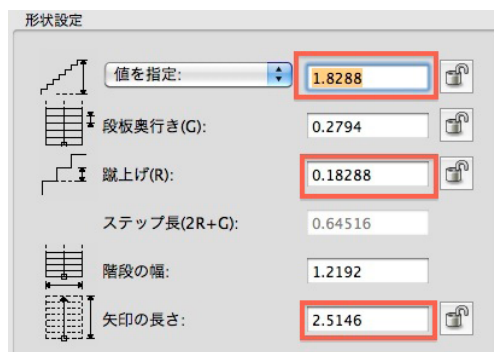 形状設定
値を指定: 1.8288
段板奥行き(G): 0.2794
蹴上げ(R): 0.18288
ステップ長(2R+G): 0.64516
階段の幅: 1.2192
矢印の長さ: 2.5146